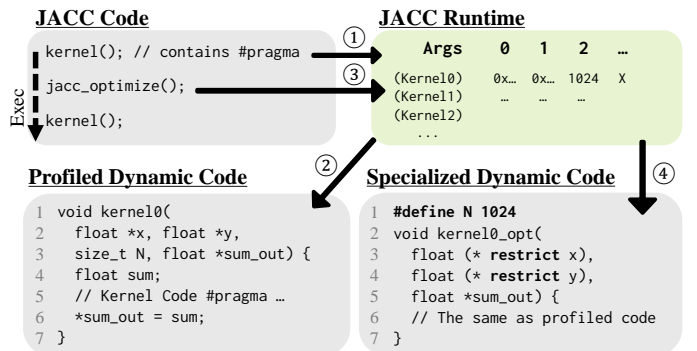 JACC Code
kernel(); // contains #pragma
jacc_optimize();
kernel();
Exec
①
③
JACC Runtime
Args 0 1 2 …
(Kernel0) 0x… 0x… 1024 X
(Kernel1) … … …
(Kernel2)
...
②
④
Profiled Dynamic Code
1 void kernel0(
2 float *x, float *y,
3 size_t N, float *sum_out) {
4 float sum;
5 // Kernel Code #pragma …
6 *sum_out = sum;
7 }
Specialized Dynamic Code
1 #define N 1024
2 void kernel0_opt(
3 float (* restrict x),
4 float (* restrict y),
5 float *sum_out) {
6 // The same as profiled code
7 }